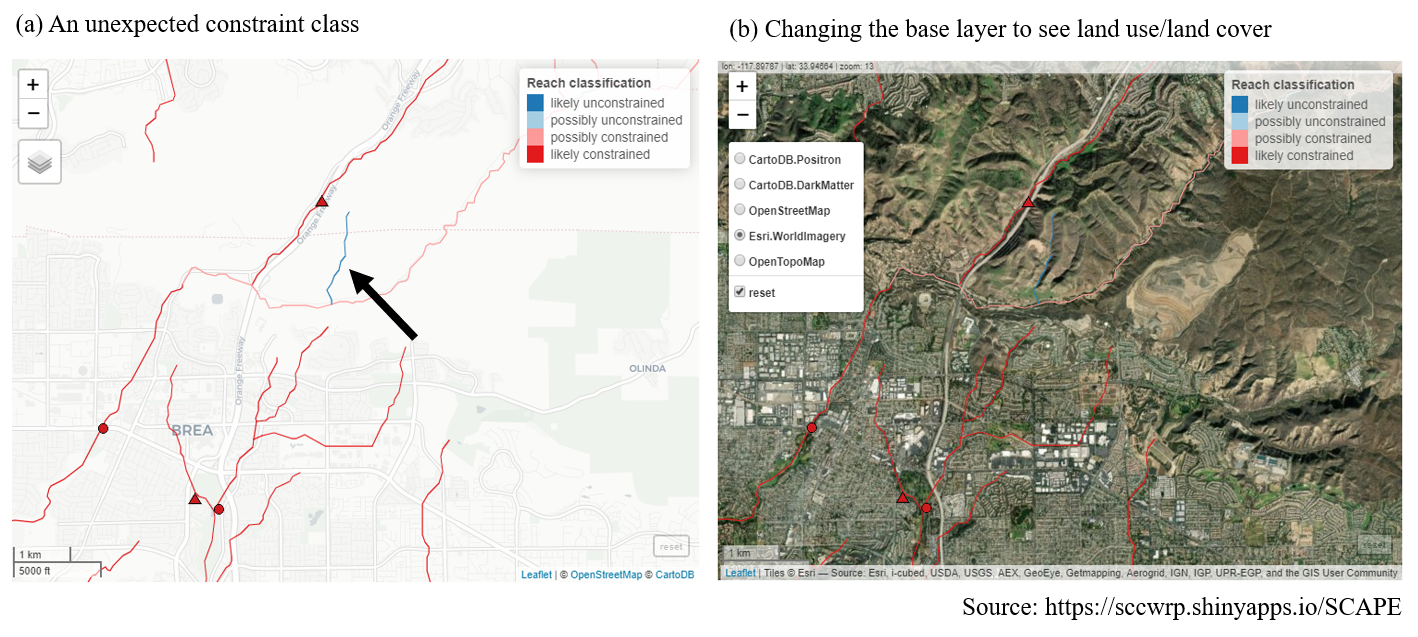 (a) An unexpected constraint class
(b) Changing the base layer to see land use/land cover
+
−
Reach classification
likely unconstrained
possibly unconstrained
possibly constrained
likely constrained
Orange Freeway
Orange Freeway
Orange Freeway
OLINDA
BREA
1 km
5000 ft
reset
Leaflet | © OpenStreetMap © CartoDB
lon: -117.89787 | lat: 33.94664 | zoom: 13
+
−
Reach classification
likely unconstrained
possibly unconstrained
possibly constrained
likely constrained
CartoDB.Positron
CartoDB.DarkMatter
OpenStreetMap
Esri.WorldImagery
OpenTopoMap
reset
1 km
reset
Leaflet | Tiles © Esri — Source: Esri, i-cubed, USDA, USGS, AEX, GeoEye, Getmapping, Aerogrid, IGN, IGP, UPR-EGP, and the GIS User Community
Source: https://sccwrp.shinyapps.io/SCAPE